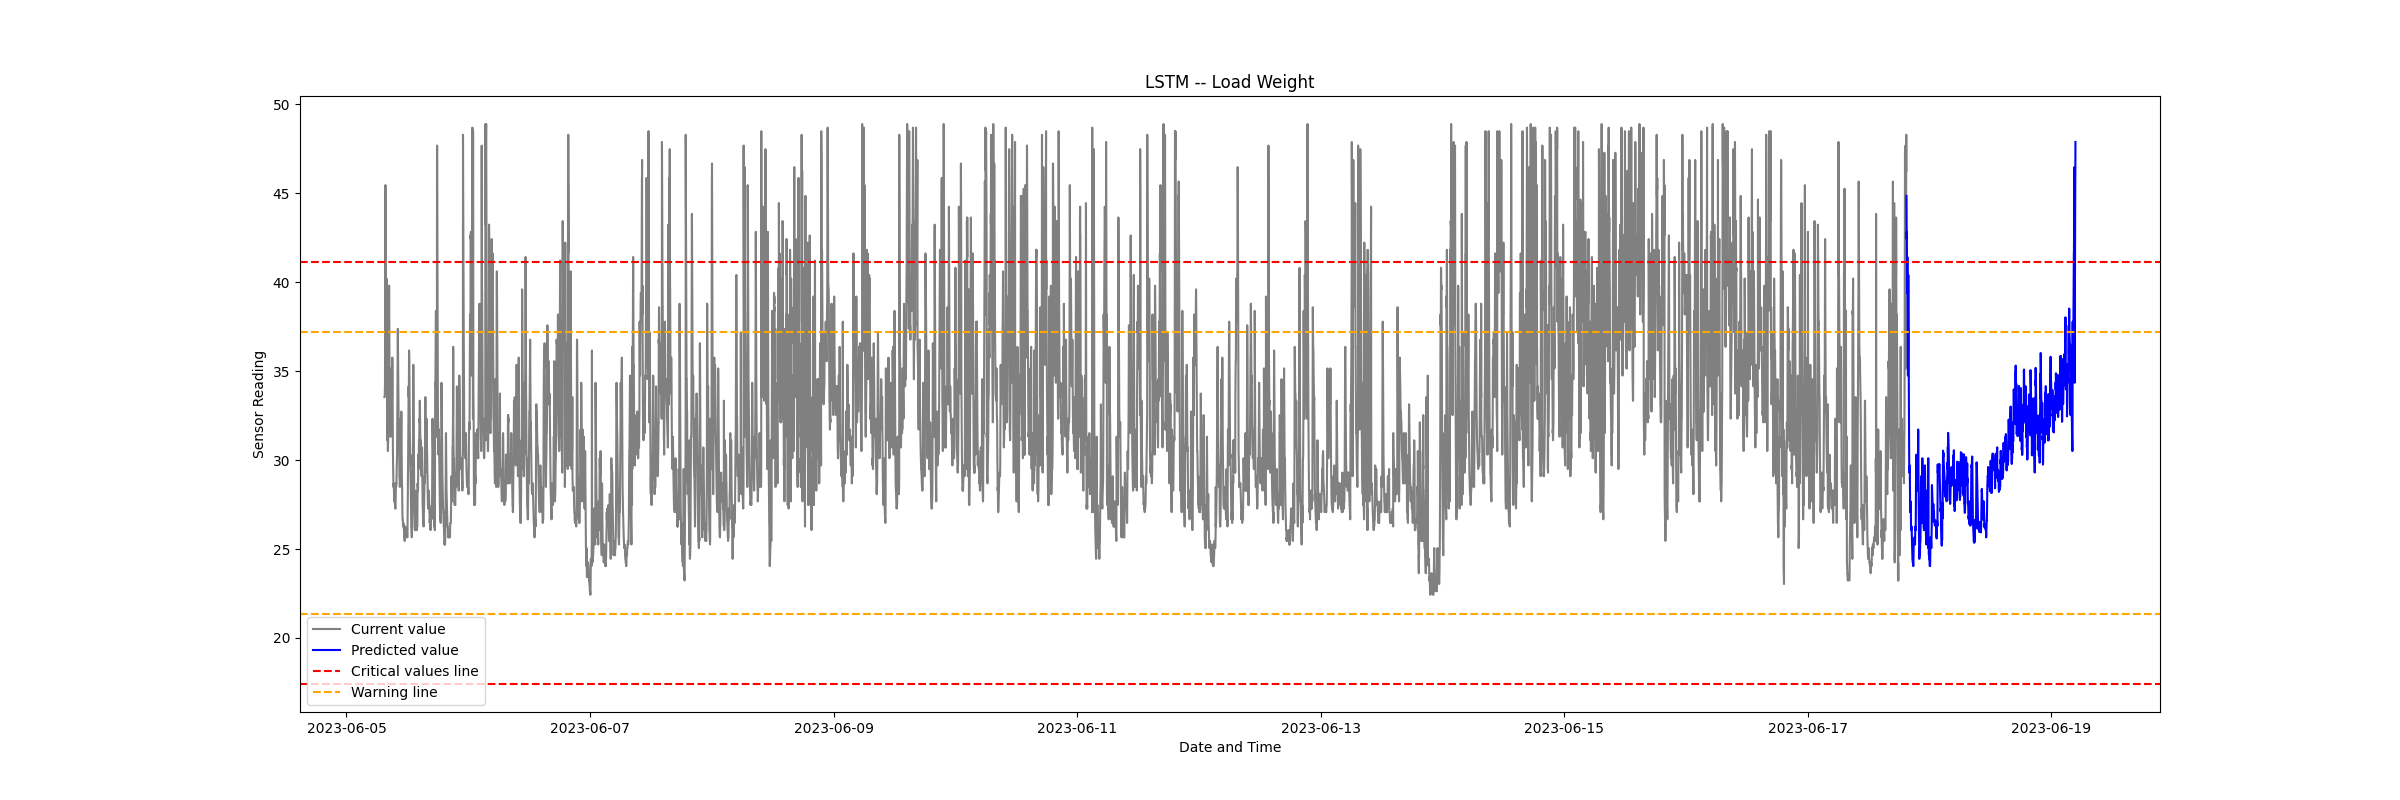 LSTM -- Load Weight
50
45
40
35
30
25
20
Sensor Reading
Current value
Predicted value
Critical values line
Warning line
2023-06-05
2023-06-07
2023-06-09
2023-06-11
2023-06-13
2023-06-15
2023-06-17
2023-06-19
Date and Time